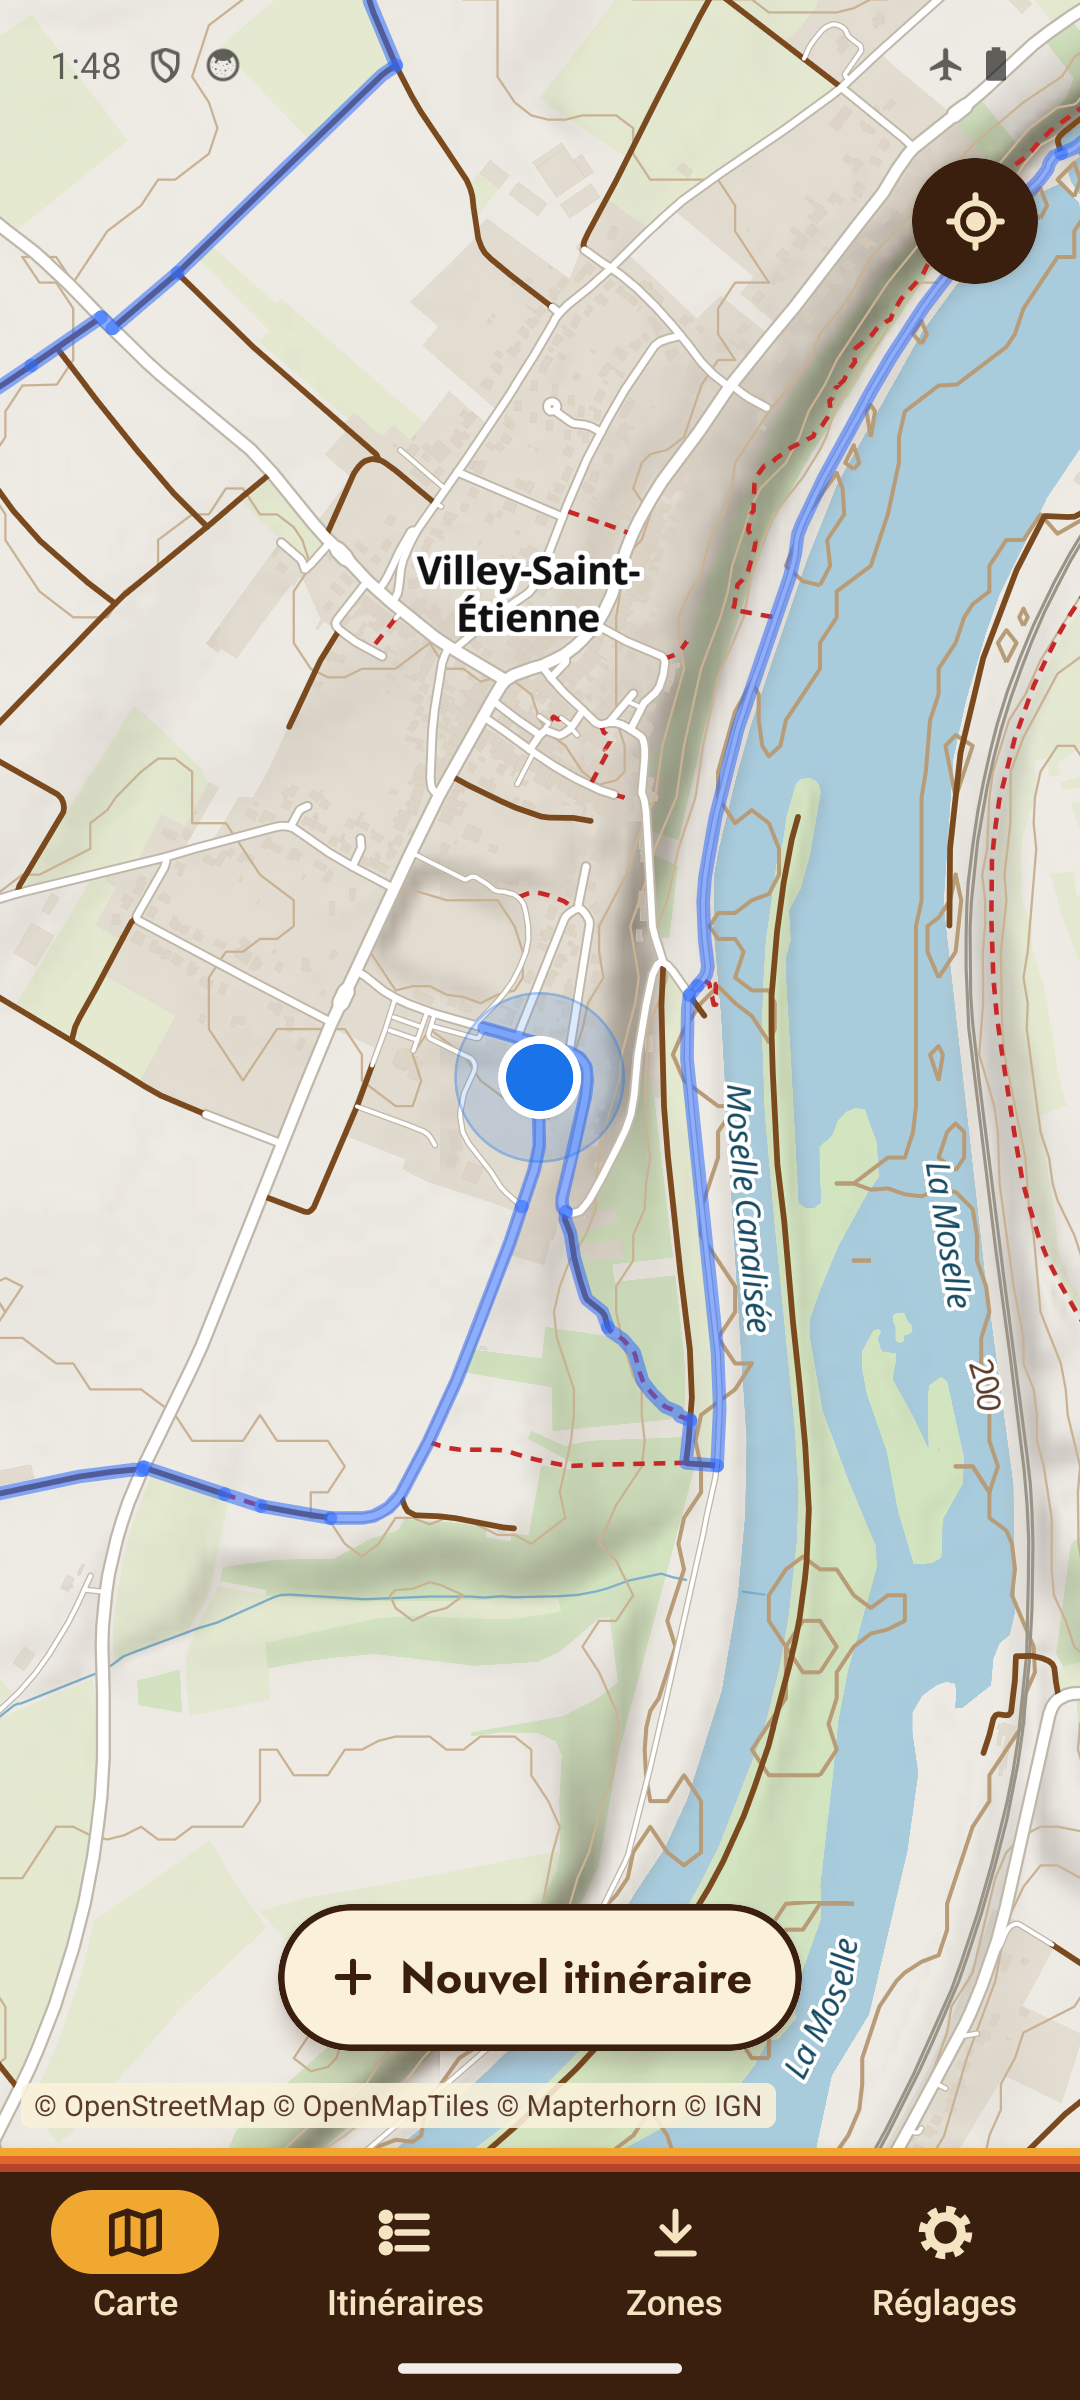 1:48
Villey-Saint-
Étienne
Moselle Canalisée
La Moselle
200
La Moselle
+ Nouvel itinéraire
© OpenStreetMap © OpenMapTiles © Mapterhorn © IGN
Carte
Itinéraires
Zones
Réglages